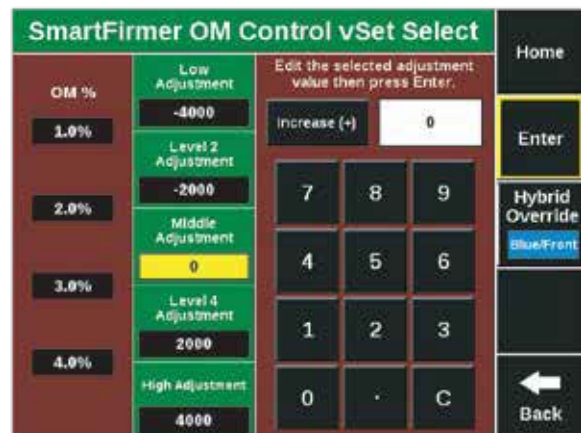 SmartFirmer OM Control vSet Select
OM %
1.0%
2.0%
3.0%
4.0%
Low
Adjustment
-4000
Level 2
Adjustment
-2000
Middle
Adjustment
0
Level 4
Adjustment
2000
High Adjustment
4000
Edit the selected adjustment
value then press Enter.
Increase (+)
0
7 8 9
4 5 6
1 2 3
0 . C
Home
Enter
Hybrid
Override
Blue/Front
Back